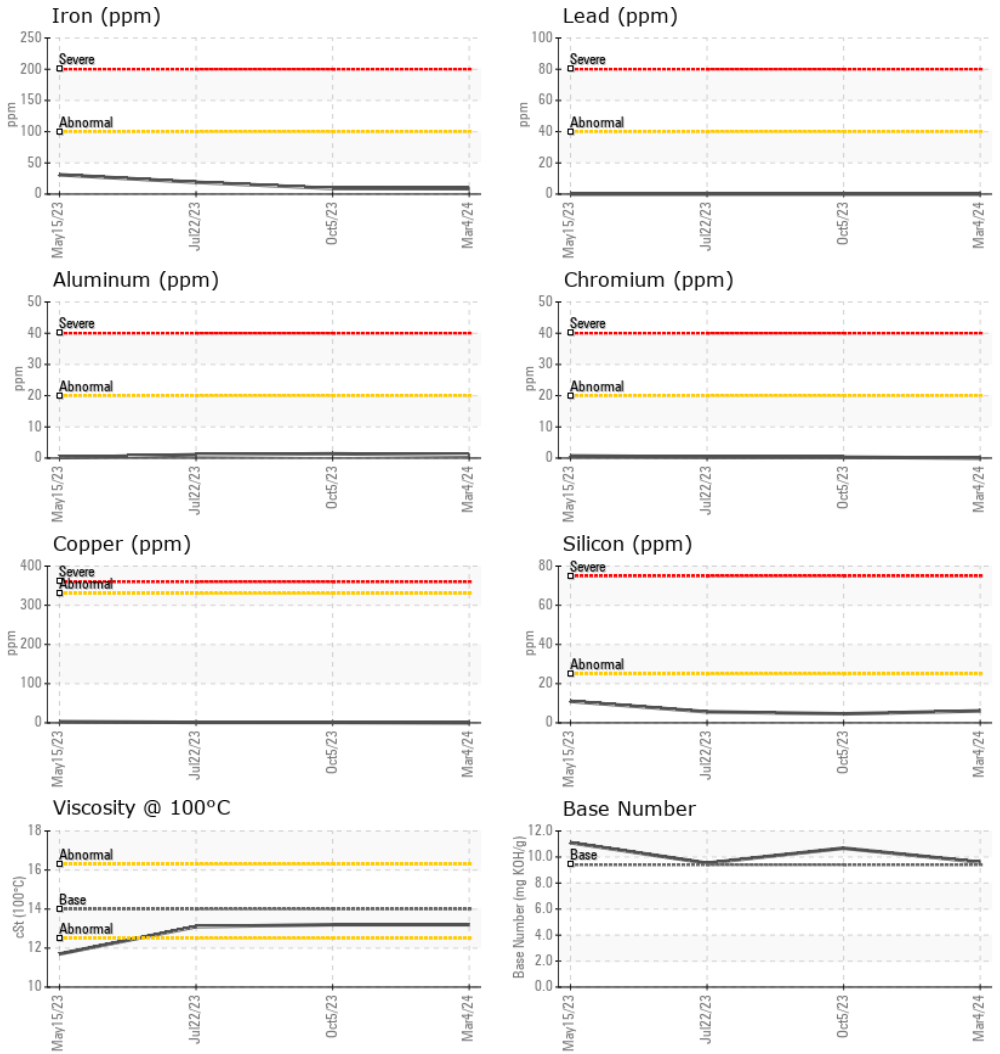 Iron (ppm)
250
200
150
100
50
0
ppm
Severe
Abnormal
May15/23
Jul22/23
Oct5/23
Mar4/24
Lead (ppm)
100
80
60
40
20
0
ppm
Severe
Abnormal
May15/23
Jul22/23
Oct5/23
Mar4/24
Aluminum (ppm)
50
40
30
20
10
0
ppm
Severe
Abnormal
May15/23
Jul22/23
Oct5/23
Mar4/24
Chromium (ppm)
50
40
30
20
10
0
ppm
Severe
Abnormal
May15/23
Jul22/23
Oct5/23
Mar4/24
Copper (ppm)
400
300
200
100
0
ppm
Severe
Abnormal
May15/23
Jul22/23
Oct5/23
Mar4/24
Silicon (ppm)
80
60
40
20
0
ppm
Severe
Abnormal
May15/23
Jul22/23
Oct5/23
Mar4/24
Viscosity @ 100°C
18
16
14
12
10
cSt (100°C)
Abnormal
Base
Abnormal
May15/23
Jul22/23
Oct5/23
Mar4/24
Base Number
12.0
10.0
8.0
6.0
4.0
2.0
0.0
Base Number (mg KOH/g)
Base
May15/23
Jul22/23
Oct5/23
Mar4/24